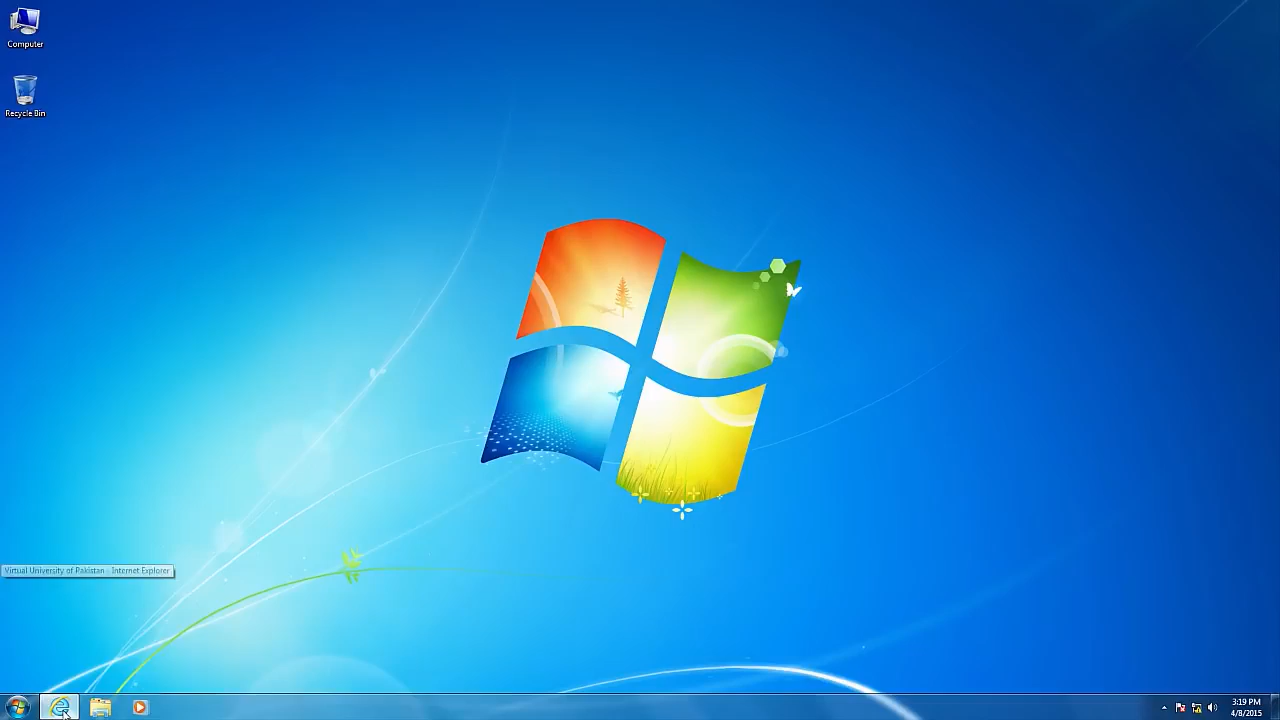 Computer
Recycle Bin
Virtual University of Pakistan - Internet Explorer
3:19 PM
4/8/2015